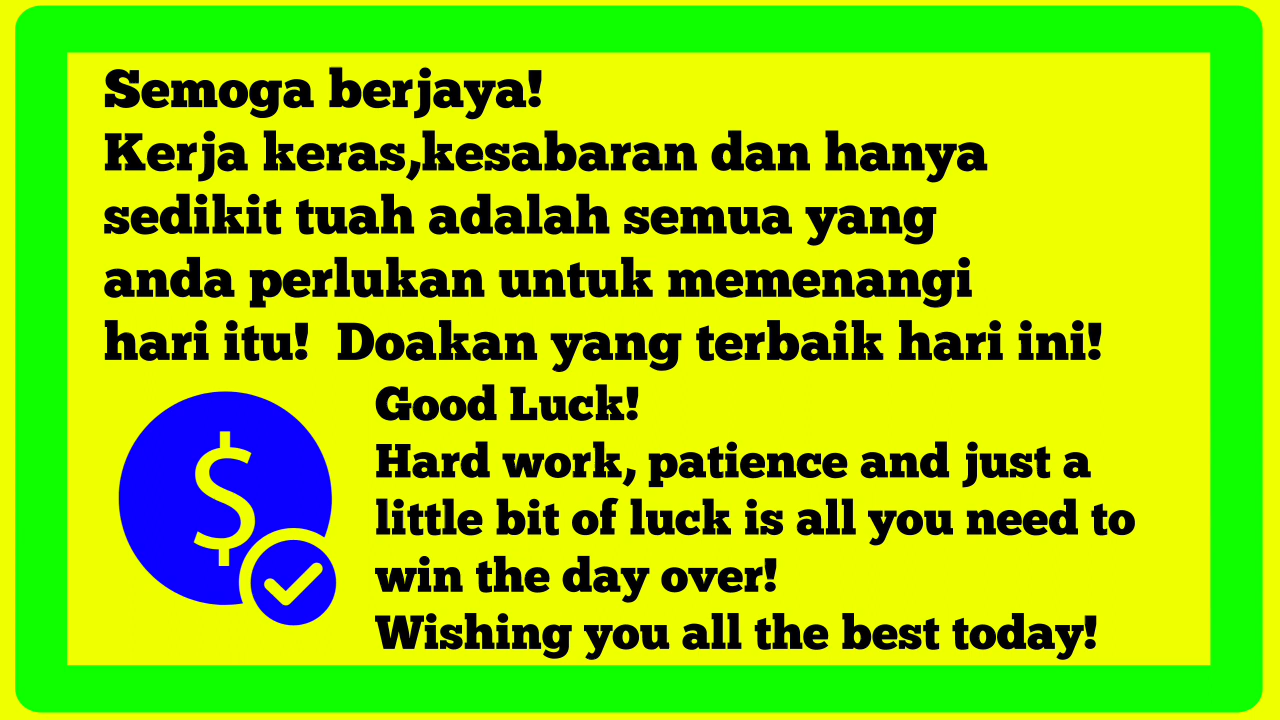 Semoga berjaya!
Kerja keras,kesabaran dan hanya
sedikit tuah adalah semua yang
anda perlukan untuk memenangi
hari itu!  Doakan yang terbaik hari ini!
$
Good Luck!
Hard work, patience and just a
little bit of luck is all you need to
win the day over!
Wishing you all the best today!